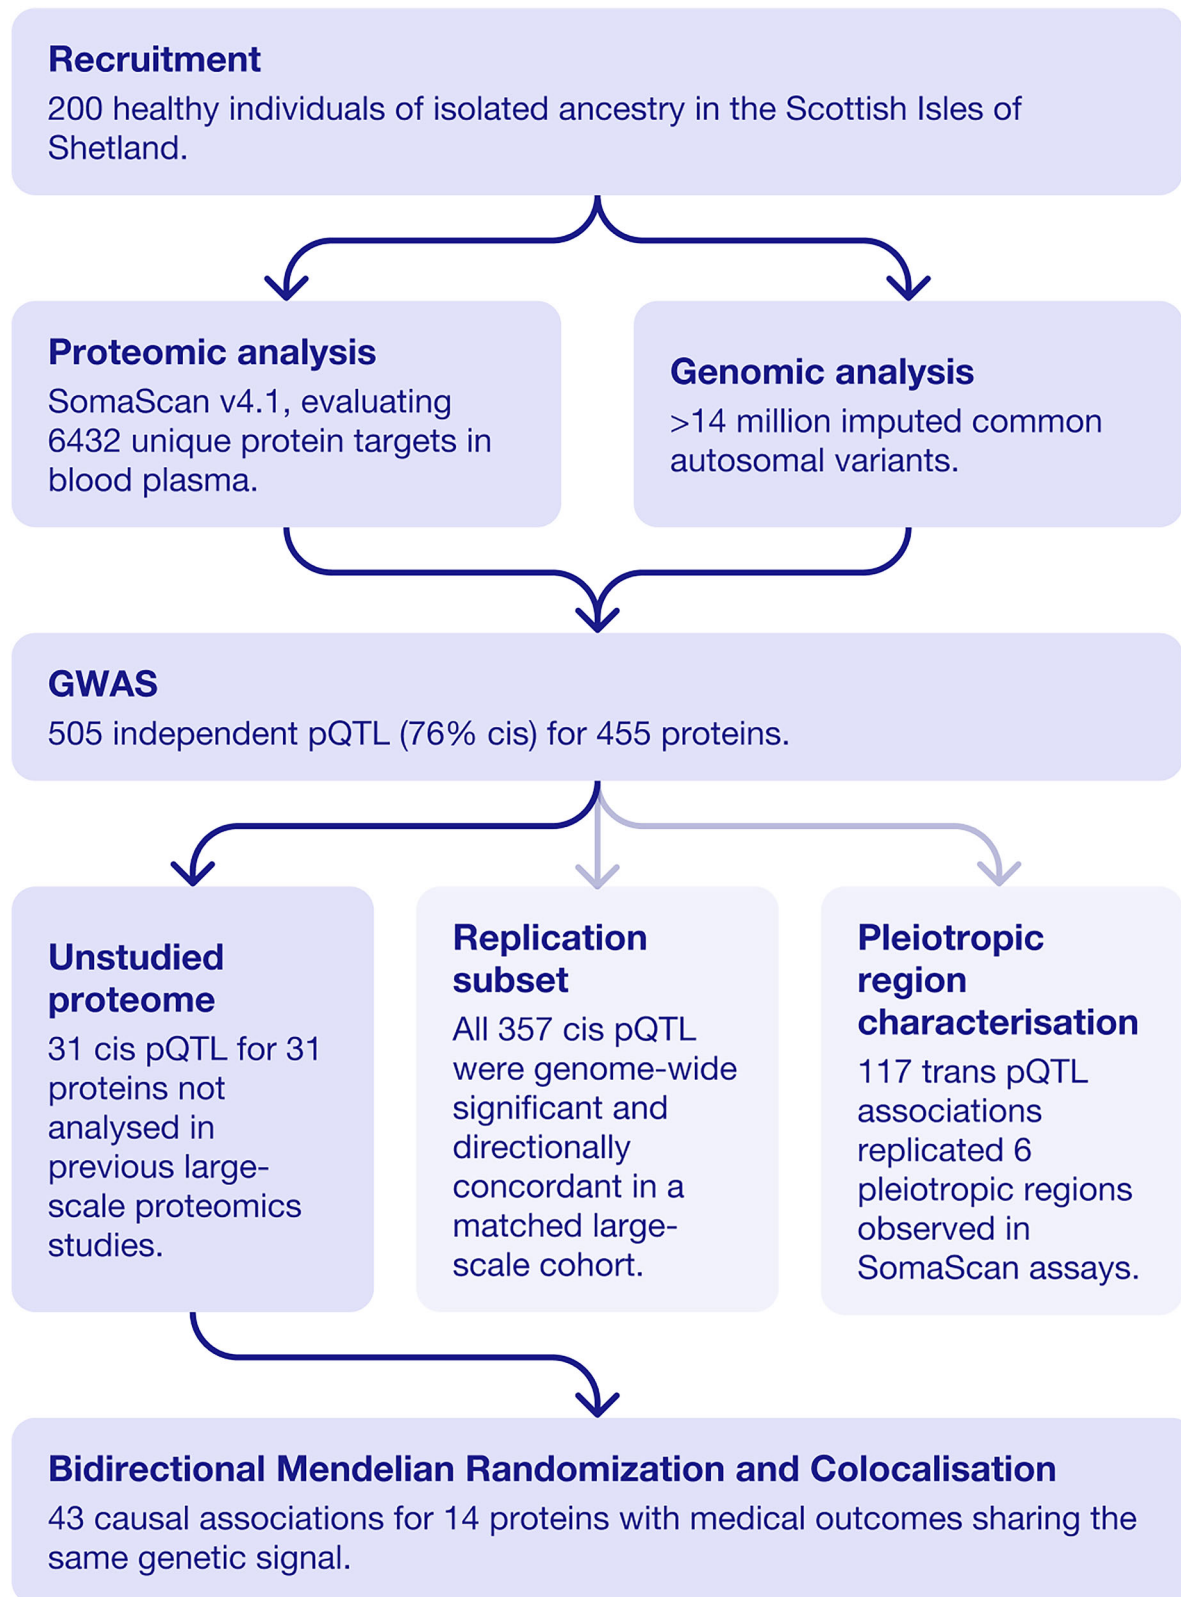 Recruitment
200 healthy individuals of isolated ancestry in the Scottish Isles of
Shetland.
Proteomic analysis
SomaScan v4.1, evaluating
6432 unique protein targets in
blood plasma.
Genomic analysis
>14 million imputed common
autosomal variants.
GWAS
505 independent pQTL (76% cis) for 455 proteins.
Unstudied
proteome
31 cis pQTL for 31
proteins not
analysed in
previous large-
scale proteomics
studies.
Replication
subset
All 357 cis pQTL
were genome-wide
significant and
directionally
concordant in a
matched large-
scale cohort.
Pleiotropic
region
characterisation
117 trans pQTL
associations
replicated 6
pleiotropic regions
observed in
SomaScan assays.
Bidirectional Mendelian Randomization and Colocalisation
43 causal associations for 14 proteins with medical outcomes sharing the
same genetic signal.